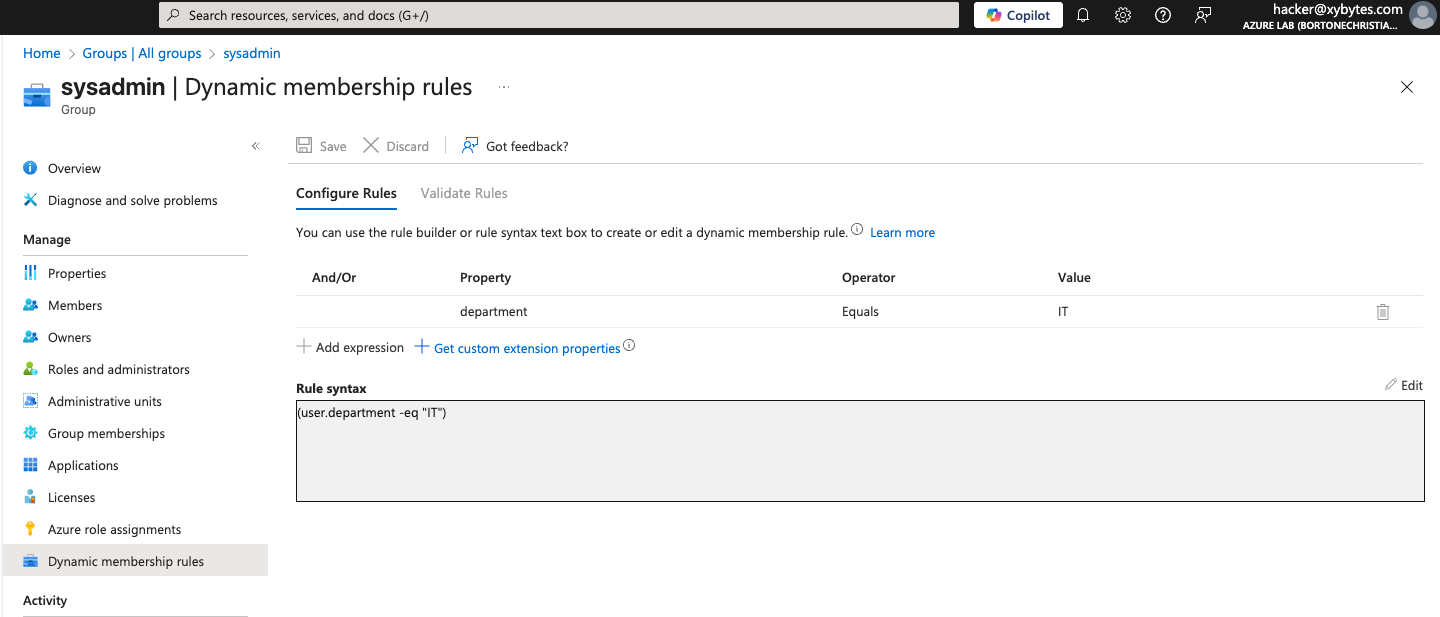 Search resources, services, and docs (G+/)
Copilot
hacker@xybytes.com
AZURE LAB (BORTONECHRISTIA...
Home > Groups | All groups > sysadmin
sysadmin | Dynamic membership rules ...
Group
Save Discard Got feedback?
Overview
Diagnose and solve problems
Manage
Properties
Members
Owners
Roles and administrators
Administrative units
Group memberships
Applications
Licenses
Azure role assignments
Dynamic membership rules
Activity
Configure Rules Validate Rules
You can use the rule builder or rule syntax text box to create or edit a dynamic membership rule. Learn more
And/Or Property Operator Value
department Equals IT
Add expression Get custom extension properties
Rule syntax
Edit
(user.department -eq "IT")